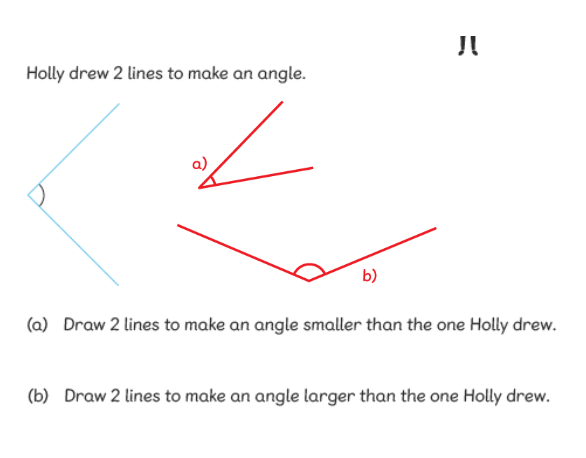 Holly drew 2 lines to make an angle.
a)
b)
(a) Draw 2 lines to make an angle smaller than the one Holly drew.
(b) Draw 2 lines to make an angle larger than the one Holly drew.